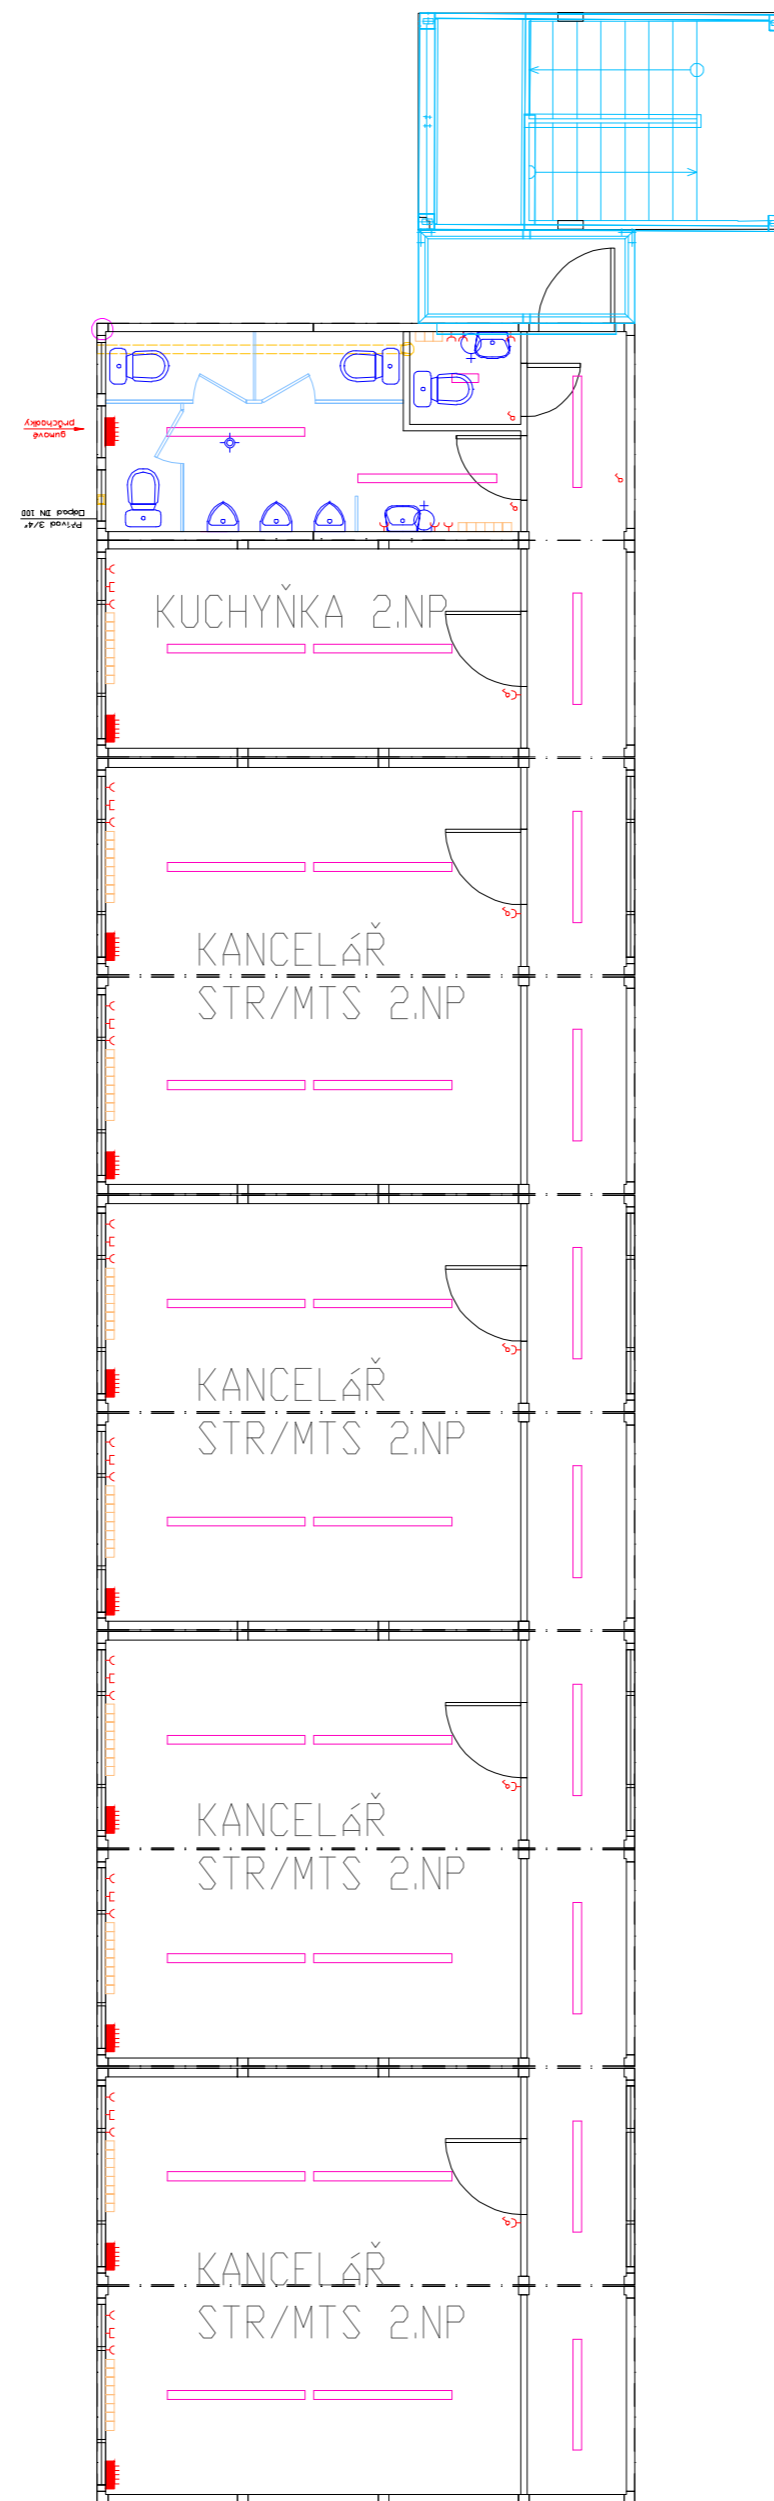 gumové
průchodky
Přívod 3/4"
Odpad DN 100
KUCHYŇKA 2.NP
KANCELáŘ
STR/MTS 2.NP
KANCELáŘ
STR/MTS 2.NP
KANCELáŘ
STR/MTS 2.NP
KANCELáŘ
STR/MTS 2.NP